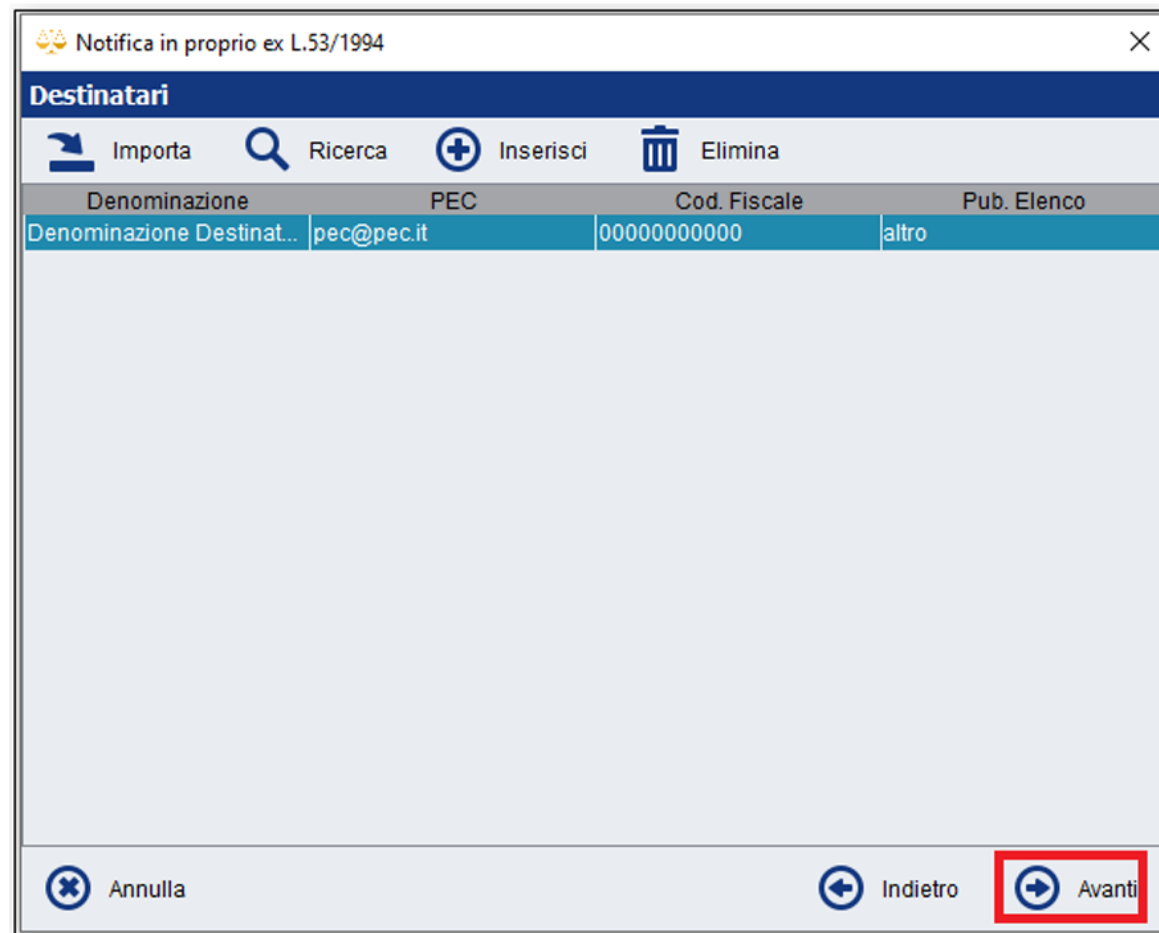 Notifica in proprio ex L.53/1994
Destinatari
Importa Ricerca Inserisci Elimina
Denominazione PEC Cod. Fiscale Pub. Elenco
Denominazione Destinat... pec@pec.it 00000000000 altro
Annulla Indietro Avanti